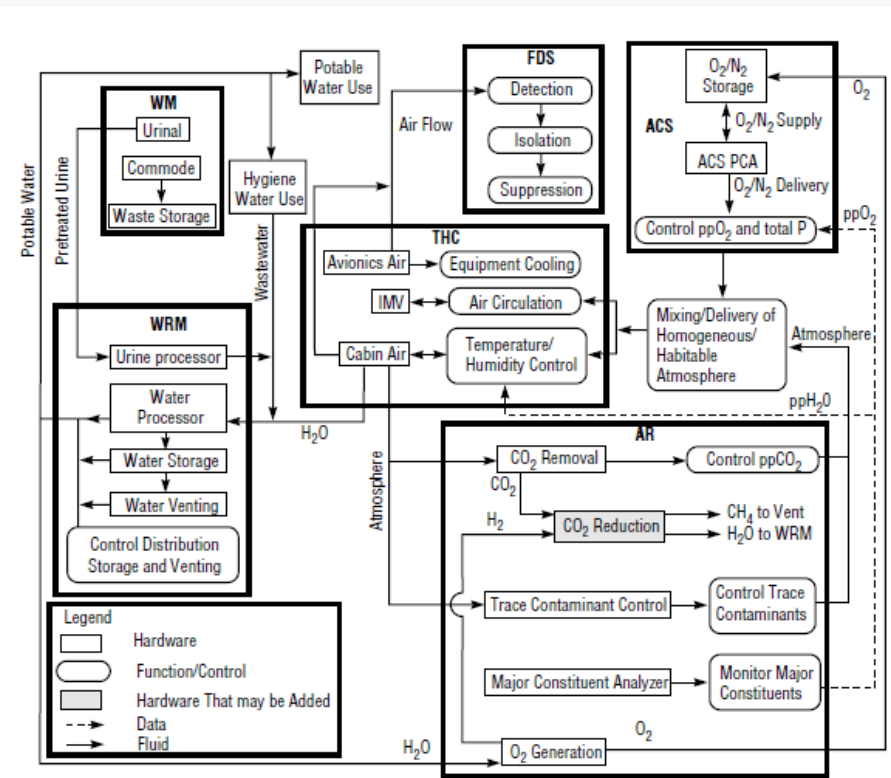 Potable
Water Use
WM
Urinal
Commode
Waste Storage
Hygiene
Water Use
Potable Water
Pretreated Urine
Wastewater
Air Flow
FDS
Detection
Isolation
Suppression
ACS
O2/N2
Storage
O2/N2 Supply
ACS PCA
O2/N2 Delivery
Control ppO2 and total P
O2
ppO2
THC
Avionics Air
Equipment Cooling
IMV
Air Circulation
Cabin Air
Temperature/
Humidity Control
Mixing/Delivery of
Homogeneous/
Habitable
Atmosphere
Atmosphere
ppH2O
WRM
Urine processor
Water
Processor
Water Storage
Water Venting
Control Distribution
Storage and Venting
H2O
Atmosphere
AR
CO2 Removal
Control ppCO2
CO2
H2
CO2 Reduction
CH4 to Vent
H2O to WRM
Trace Contaminant Control
Control Trace
Contaminants
Major Constituent Analyzer
Monitor Major
Constituents
O2
O2 Generation
H2O
Legend
Hardware
Function/Control
Hardware That may be Added
Data
Fluid